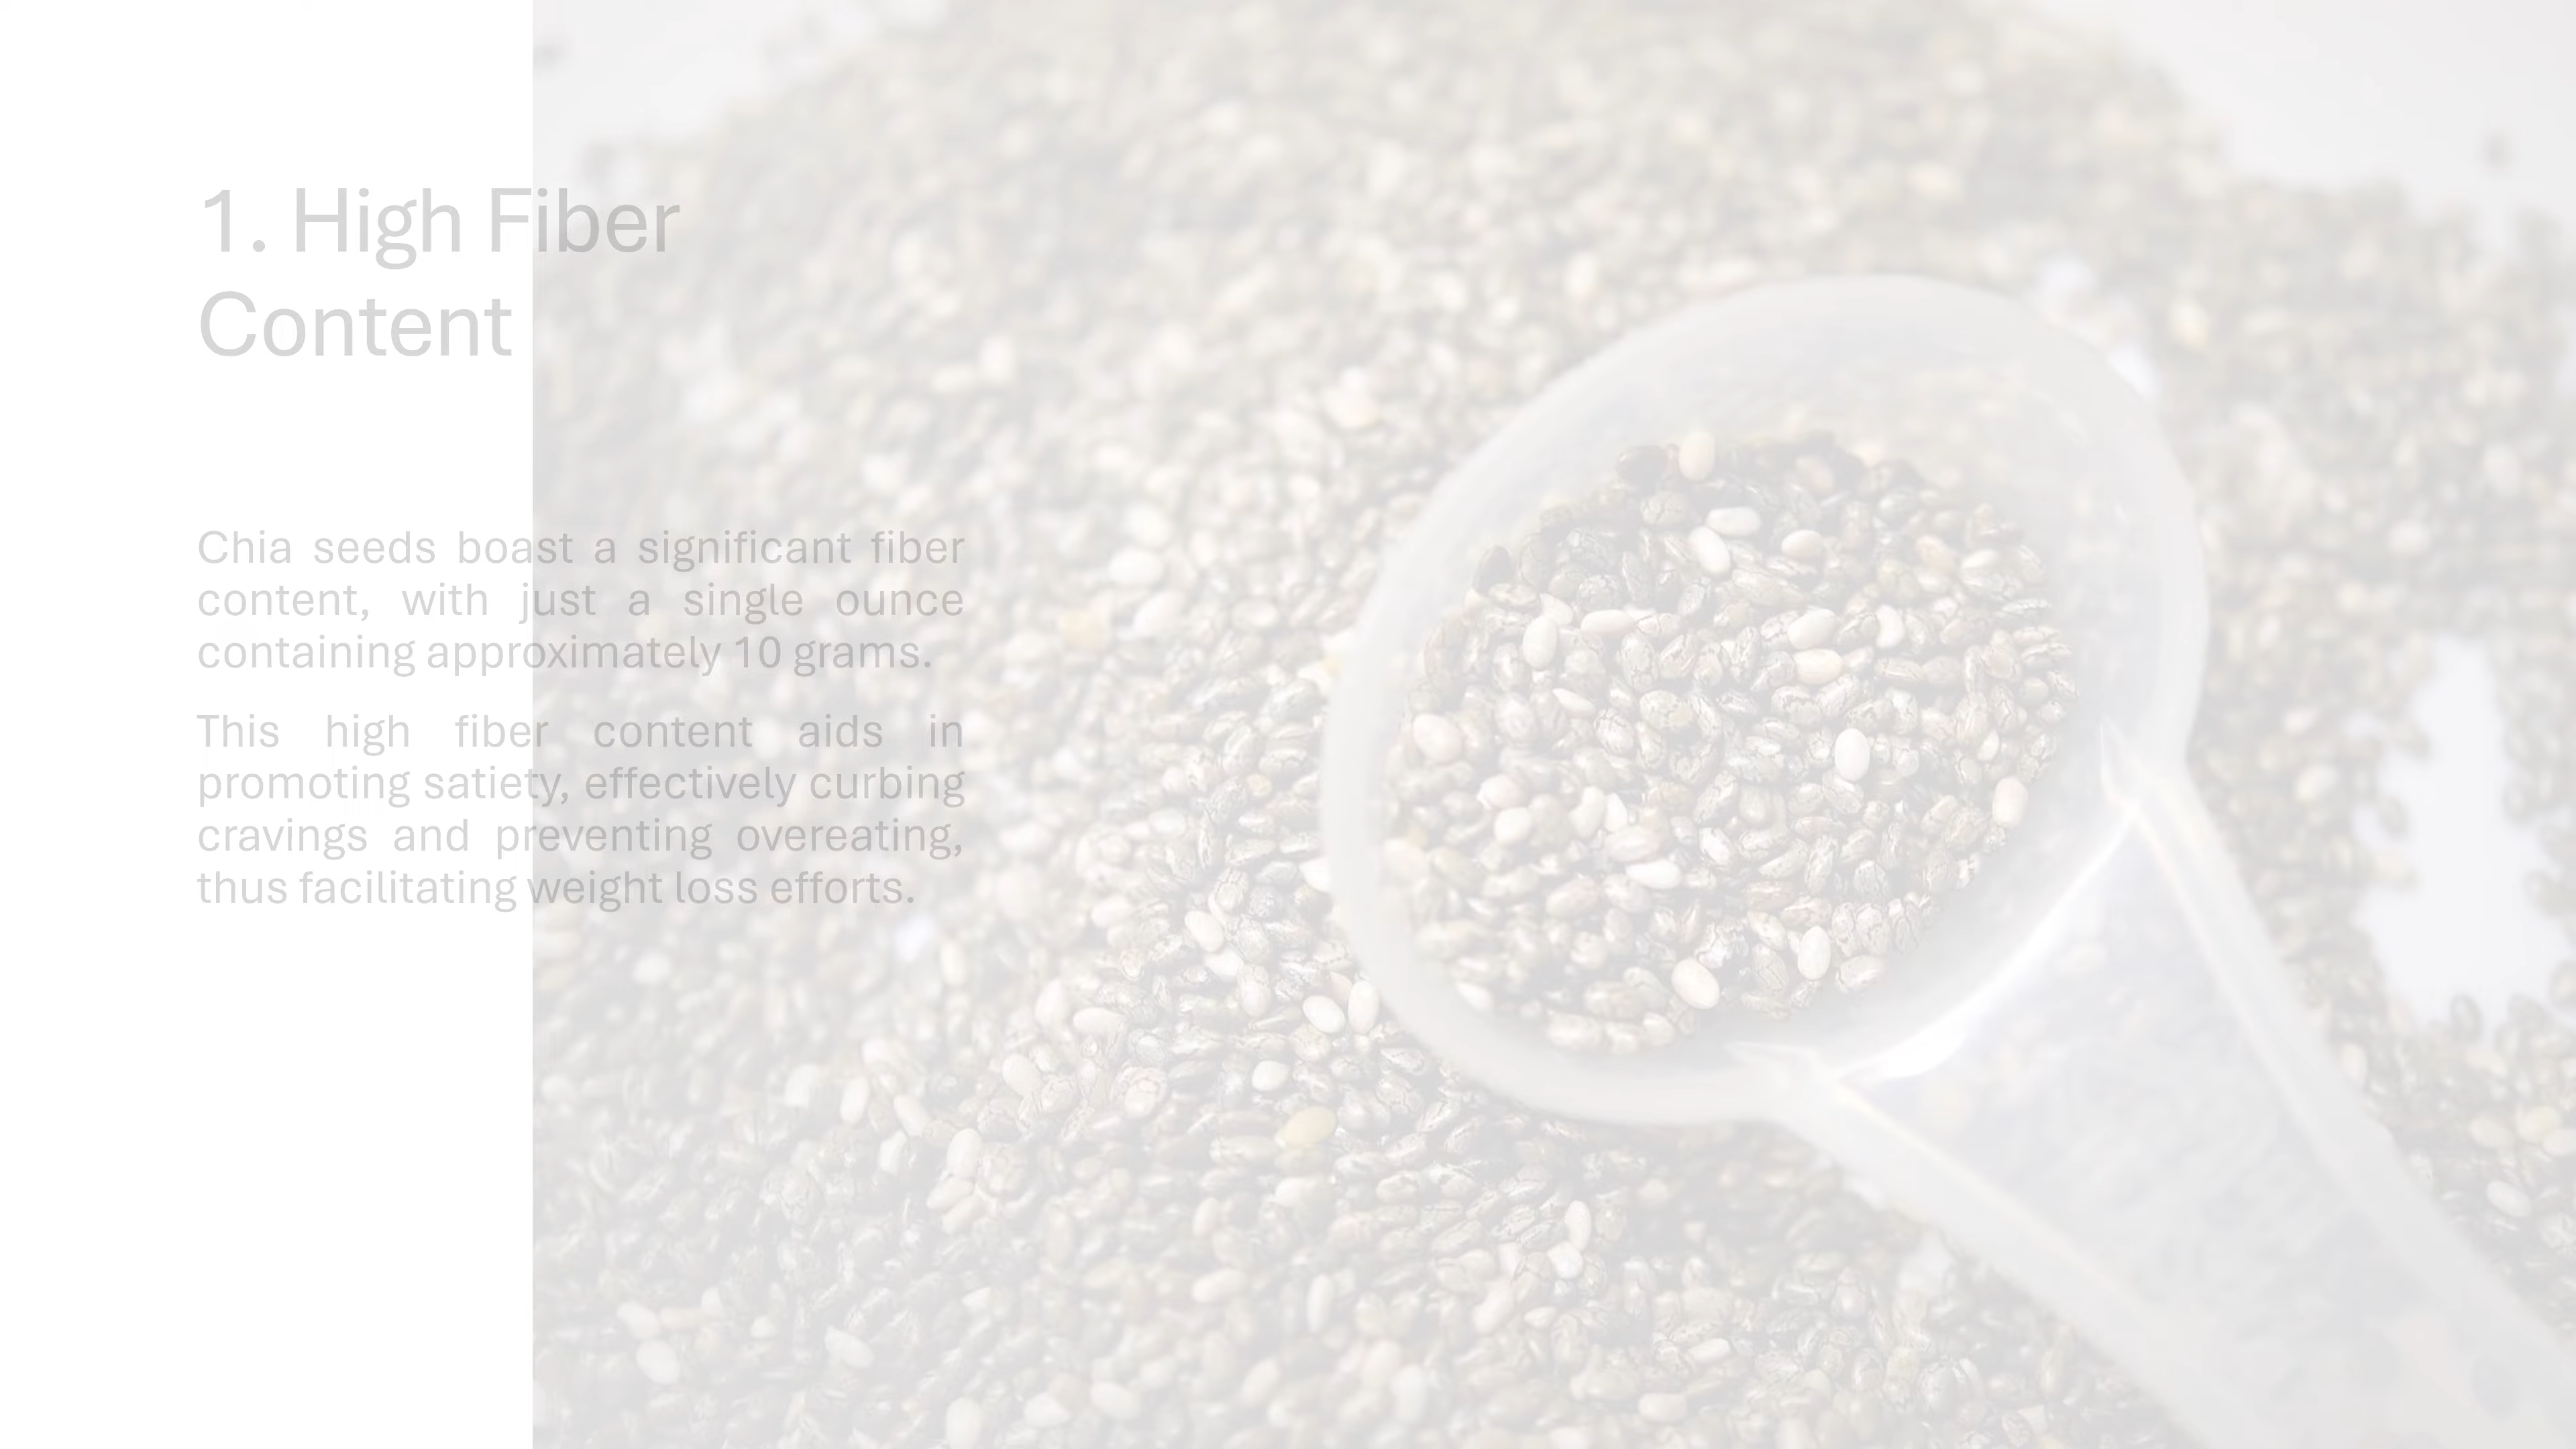 1. High Fiber
Content
Chia seeds boast a significant fiber
content, with just a single ounce
containing approximately 10 grams.
This high fiber content aids in
promoting satiety, effectively curbing
cravings and preventing overeating,
thus facilitating weight loss efforts.